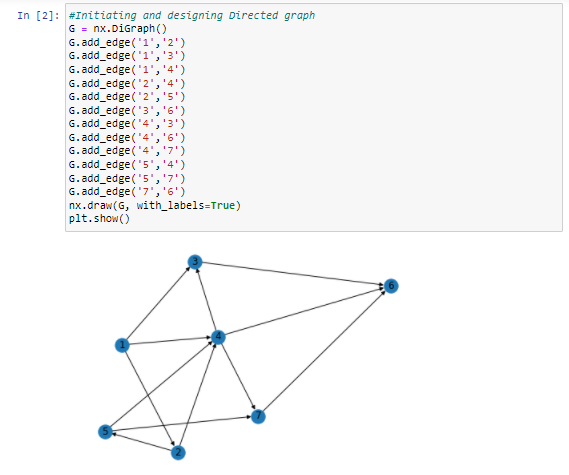 In [2]: #Initiating and designing Directed graph
G = nx.DiGraph()
G.add_edge('1','2')
G.add_edge('1','3')
G.add_edge('1','4')
G.add_edge('2','4')
G.add_edge('2','5')
G.add_edge('3','6')
G.add_edge('4','3')
G.add_edge('4','6')
G.add_edge('4','7')
G.add_edge('5','4')
G.add_edge('5','7')
G.add_edge('7','6')
nx.draw(G, with_labels=True)
plt.show()
3
6
4
1
7
5
2